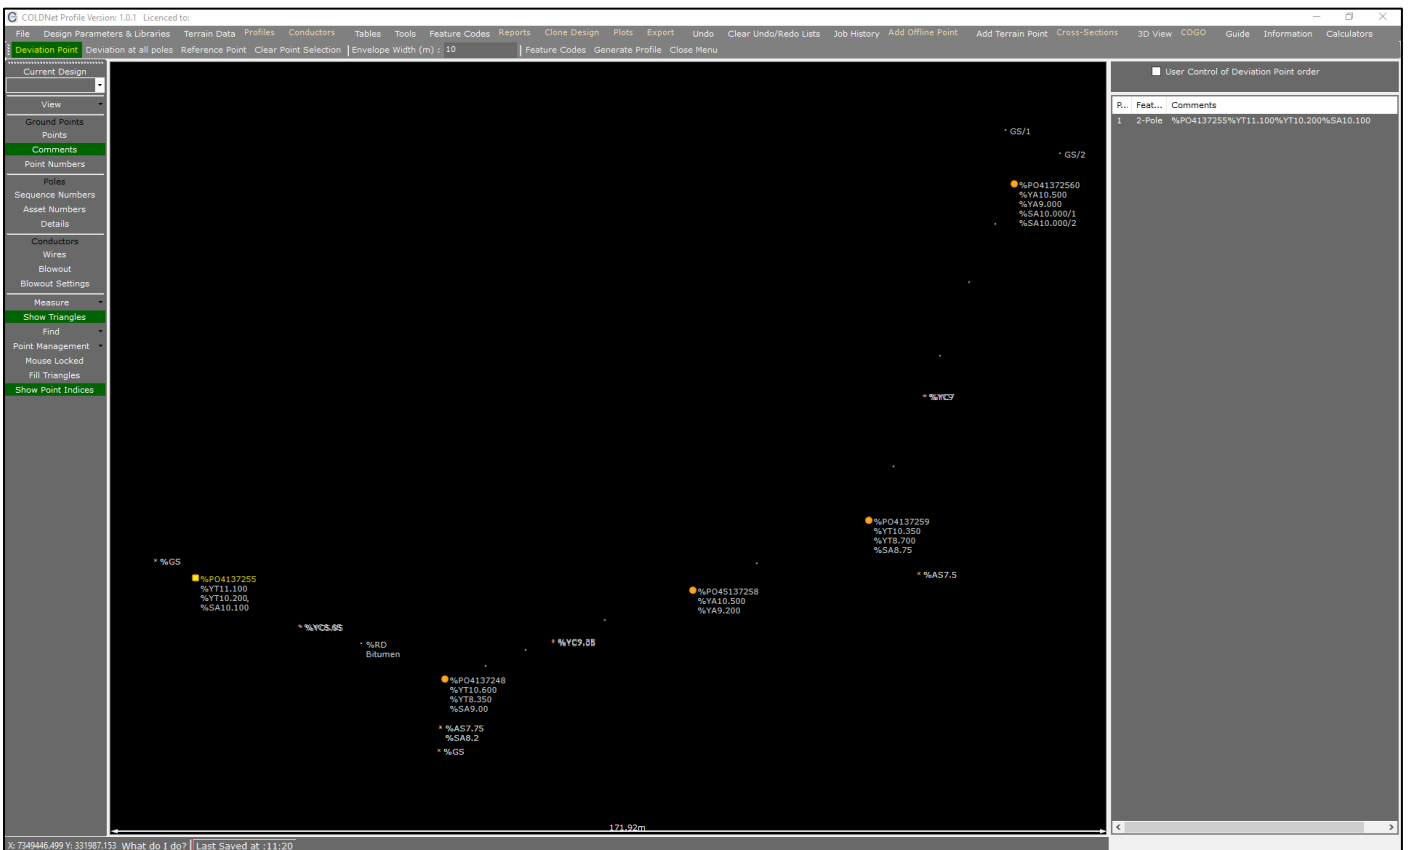 COLDNet Profile Version: 1.0.1 Licenced to:
File Design Parameters & Libraries Terrain Data Profiles Conductors Tables Tools Feature Codes Reports Clone Design Plots Export Undo Clear Undo/Redo Lists Job History Add Offline Point Add Terrain Point Cross-Sections 3D View COGO Guide Information Calculators
Deviation Point Deviation at all poles Reference Point Clear Point Selection Envelope Width (m) : 10 Feature Codes Generate Profile Close Menu
Current Design
View
Ground Points
Points
Comments
Point Numbers
Poles
Sequence Numbers
Asset Numbers
Details
Conductors
Wires
Blowout
Blowout Settings
Measure
Show Triangles
Find
Point Management
Mouse Locked
Fill Triangles
Show Point Indices
GS/1
GS/2
%PO41372560
%YA10.500
%YA9.000
%SA10.000/1
%SA10.000/2
%PO4137259
%YT10.350
%YT8.700
%SA8.75
* %AS7.5
* %GS
%PO4137255
%YT11.100
%YT10.200,
%SA10.100
%PO45137258
%YA10.500
%YA9.200
%RD
Bitumen
%PO4137248
%YT10.600
%YT8.350
%SA9.00
* %AS7.75
%SA8.2
* %GS
171.92m
User Control of Deviation Point order
P... Feat... Comments
1 2-Pole %PO4137255%YT11.100%YT10.200%SA10.100
X: 7349446.499 Y: 331987.153 What do I do? Last Saved at :11:20